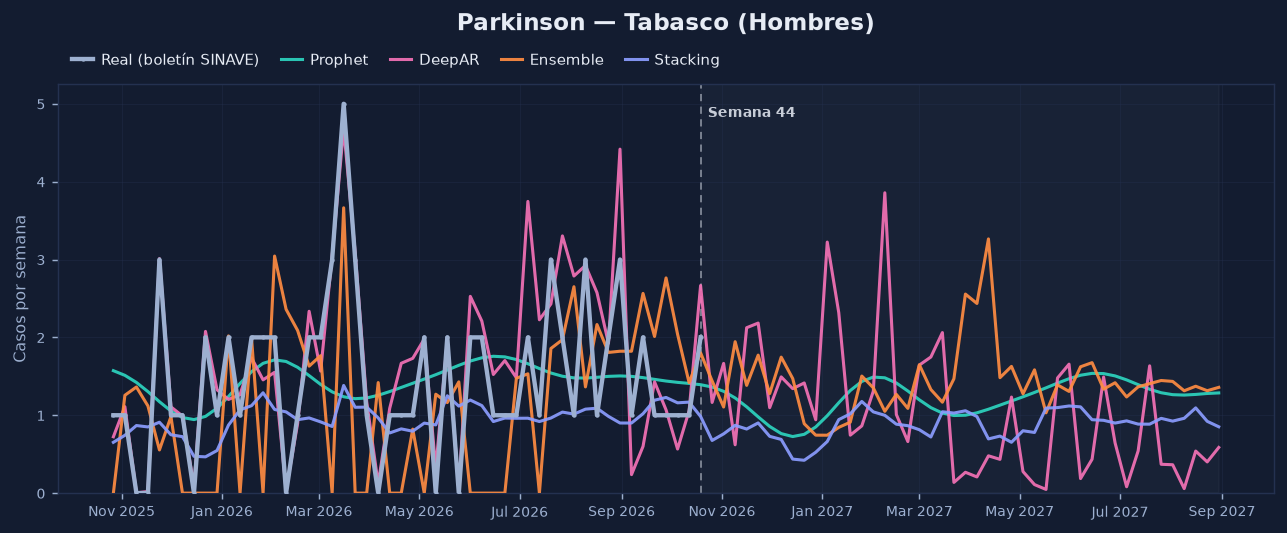 Parkinson — Tabasco (Hombres)
Real (boletín SINAVE) Prophet DeepAR Ensemble Stacking
Semana 44
Casos por semana
5
4
3
2
1
0
Nov 2025 Jan 2026 Mar 2026 May 2026 Jul 2026 Sep 2026 Nov 2026 Jan 2027 Mar 2027 May 2027 Jul 2027 Sep 2027